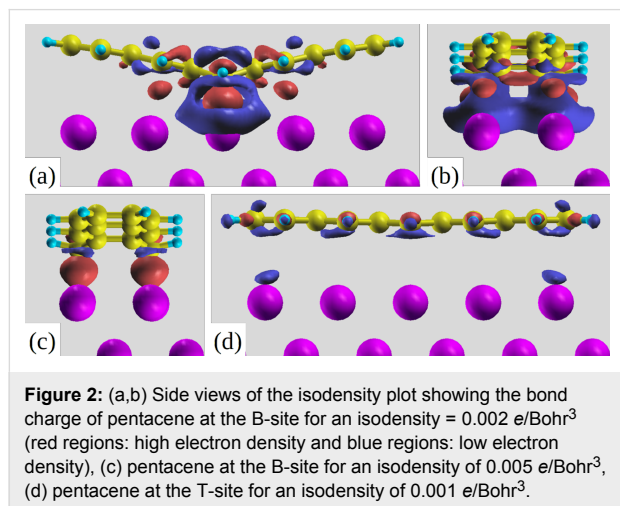 (a)
(b)
(c)
(d)
Figure 2: (a,b) Side views of the isodensity plot showing the bond
charge of pentacene at the B-site for an isodensity = 0.002 e/Bohr³
(red regions: high electron density and blue regions: low electron
density), (c) pentacene at the B-site for an isodensity of 0.005 e/Bohr³,
(d) pentacene at the T-site for an isodensity of 0.001 e/Bohr³.